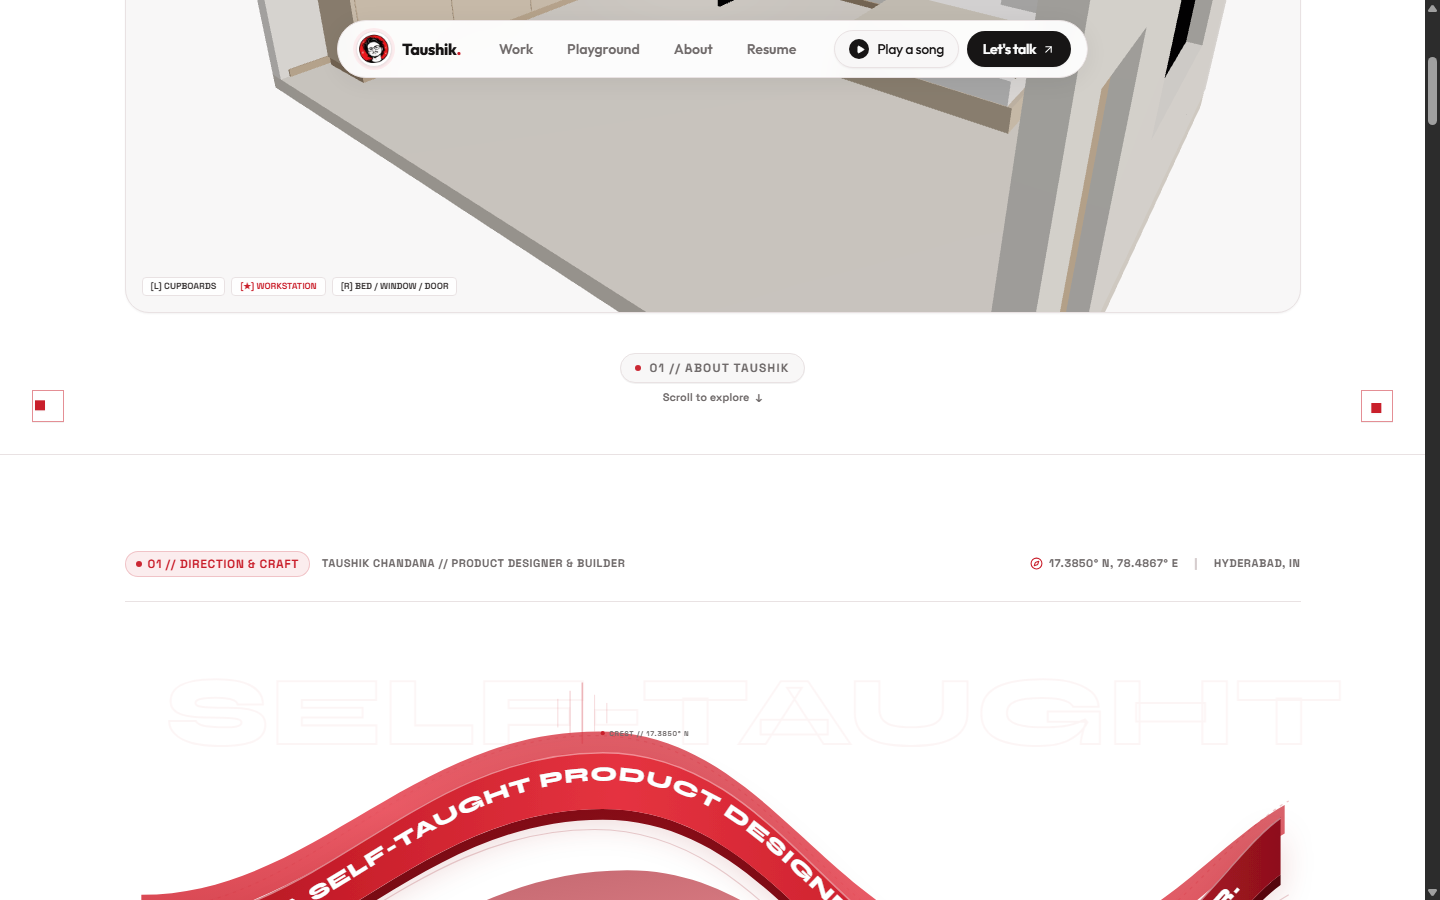 Taushik.
Work
Playground
About
Resume
Play a song
Let's talk
[L] CUPBOARDS
[★] WORKSTATION
[R] BED / WINDOW / DOOR
01 // ABOUT TAUSHIK
Scroll to explore ↓
01 // DIRECTION & CRAFT
TAUSHIK CHANDANA // PRODUCT DESIGNER & BUILDER
17.3850° N, 78.4867° E | HYDERABAD, IN
SELF-TAUGHT
CREST // 17.3850° N
SELF-TAUGHT PRODUCT DESIGN
R.